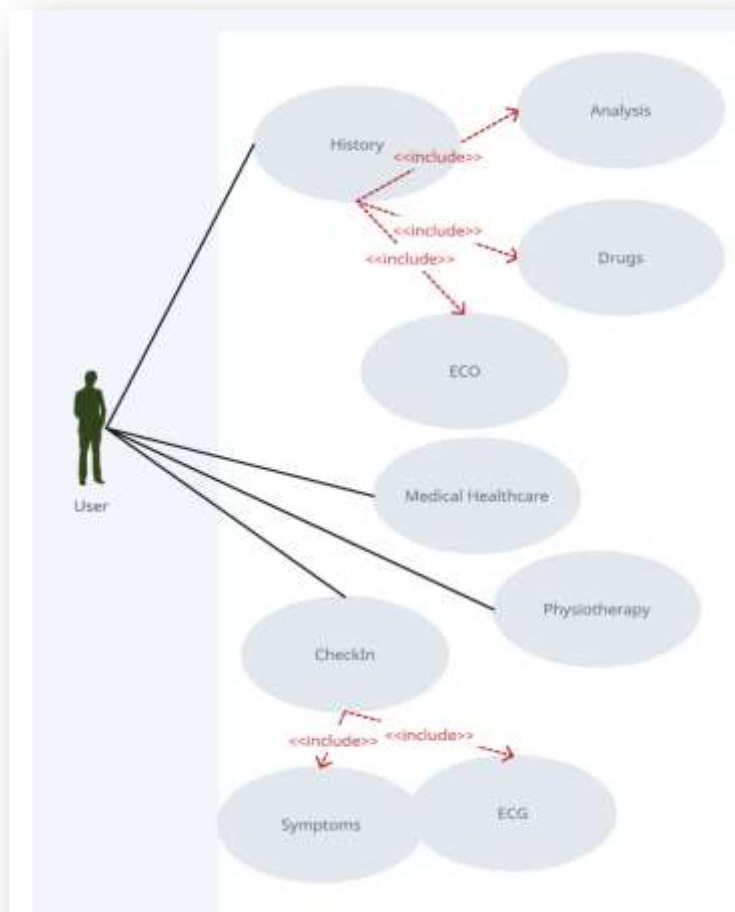 Analysis
History
<<include>>
<<include>>
<<include>>
Drugs
ECO
User
Medical Healthcare
Physiotherapy
CheckIn
<<include>>
<<include>>
Symptoms
ECG